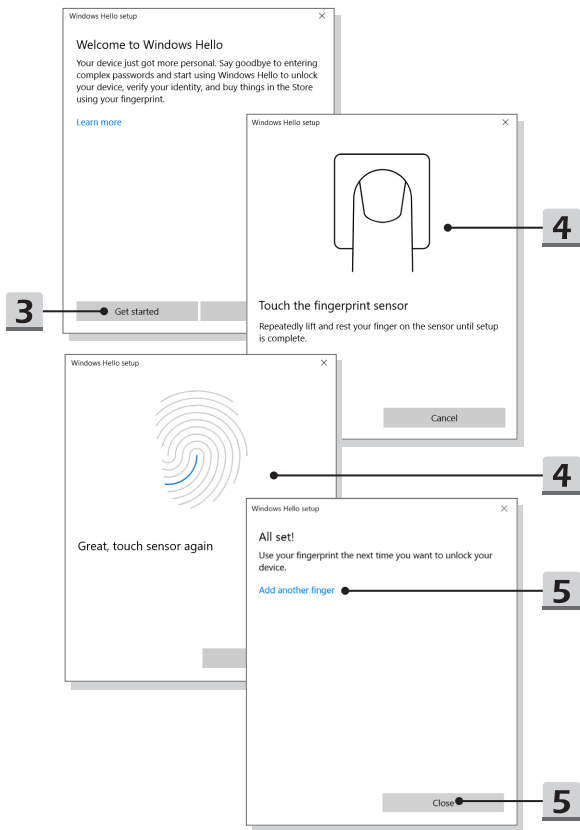 Windows Hello setup
Welcome to Windows Hello
Your device just got more personal. Say goodbye to entering
complex passwords and start using Windows Hello to unlock
your device, verify your identity, and buy things in the Store
using your fingerprint.
Learn more
3
Get started
Windows Hello setup
4
Touch the fingerprint sensor
Repeatedly lift and rest your finger on the sensor until setup
is complete.
Cancel
Windows Hello setup
4
Great, touch sensor again
Windows Hello setup
All set!
Use your fingerprint the next time you want to unlock your
device.
Add another finger
5
Close
5